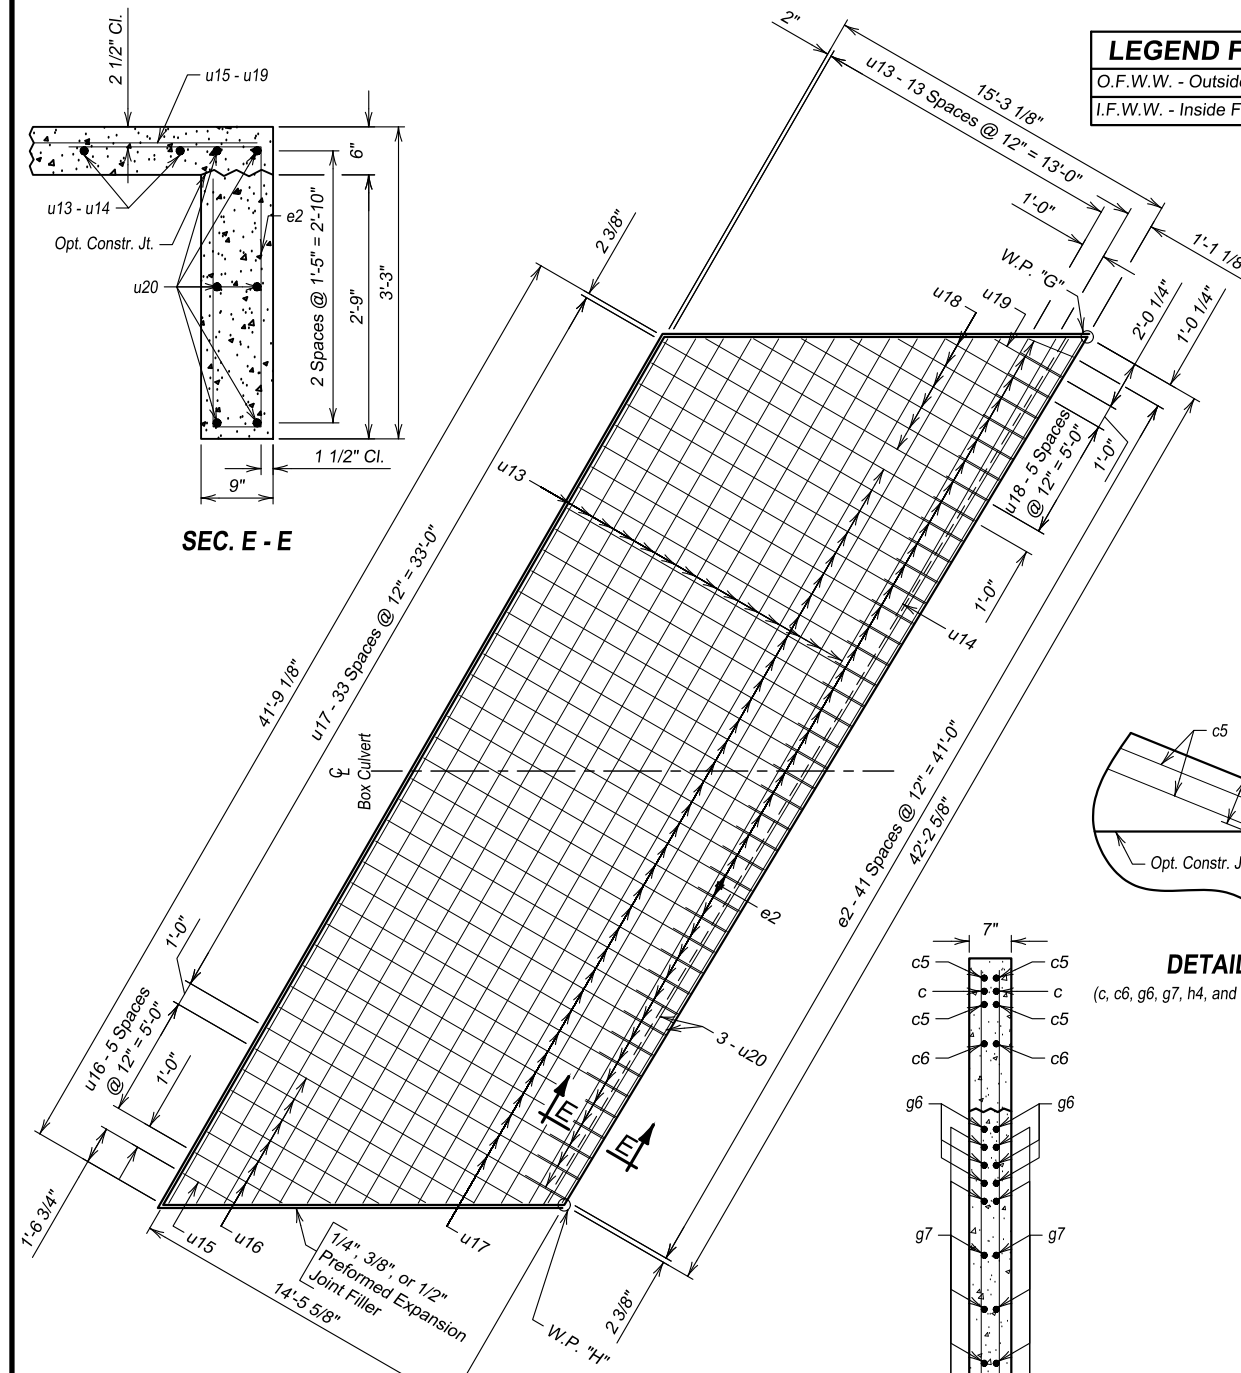 2 1/2" Cl.
u15 - u19
6"
u13 - u14
Opt. Constr. Jt.
e2
u20
2 Spaces @ 1'-5" = 2'-10"
2'-9"
3'-3"
1 1/2" Cl.
9"
SEC. E - E
2"
u13 - 13 Spaces @ 12" = 13'-0"
15'-3 1/8"
1'-0"
1'-1 1/8"
W.P. "G"
2 3/8"
u18
u19
2'-0 1/4"
1'-0 1/4"
u18 - 5 Spaces
@ 12" = 5'-0"
1'-0"
1'-0"
u13
u14
41'-9 1/8"
u17 - 33 Spaces @ 12" = 33'-0"
℄
Box Culvert
e2 - 41 Spaces @ 12" = 41'-0"
42'-2 5/8"
e2
3 - u20
1'-0"
u16 - 5 Spaces
@ 12" = 5'-0"
1'-0"
E
E
1'-6 3/4"
u15
u16
u17
1/4", 3/8", or 1/2"
Preformed Expansion
Joint Filler
14'-5 5/8"
W.P. "H"
2 3/8"
LEGEND F
O.F.W.W. - Outside
I.F.W.W. - Inside F
c5
Opt. Constr. J
DETAIL
(c, c6, g6, g7, h4, and
7"
c5 c5
c c
c5 c5
c6 c6
g6 g6
g7 g7